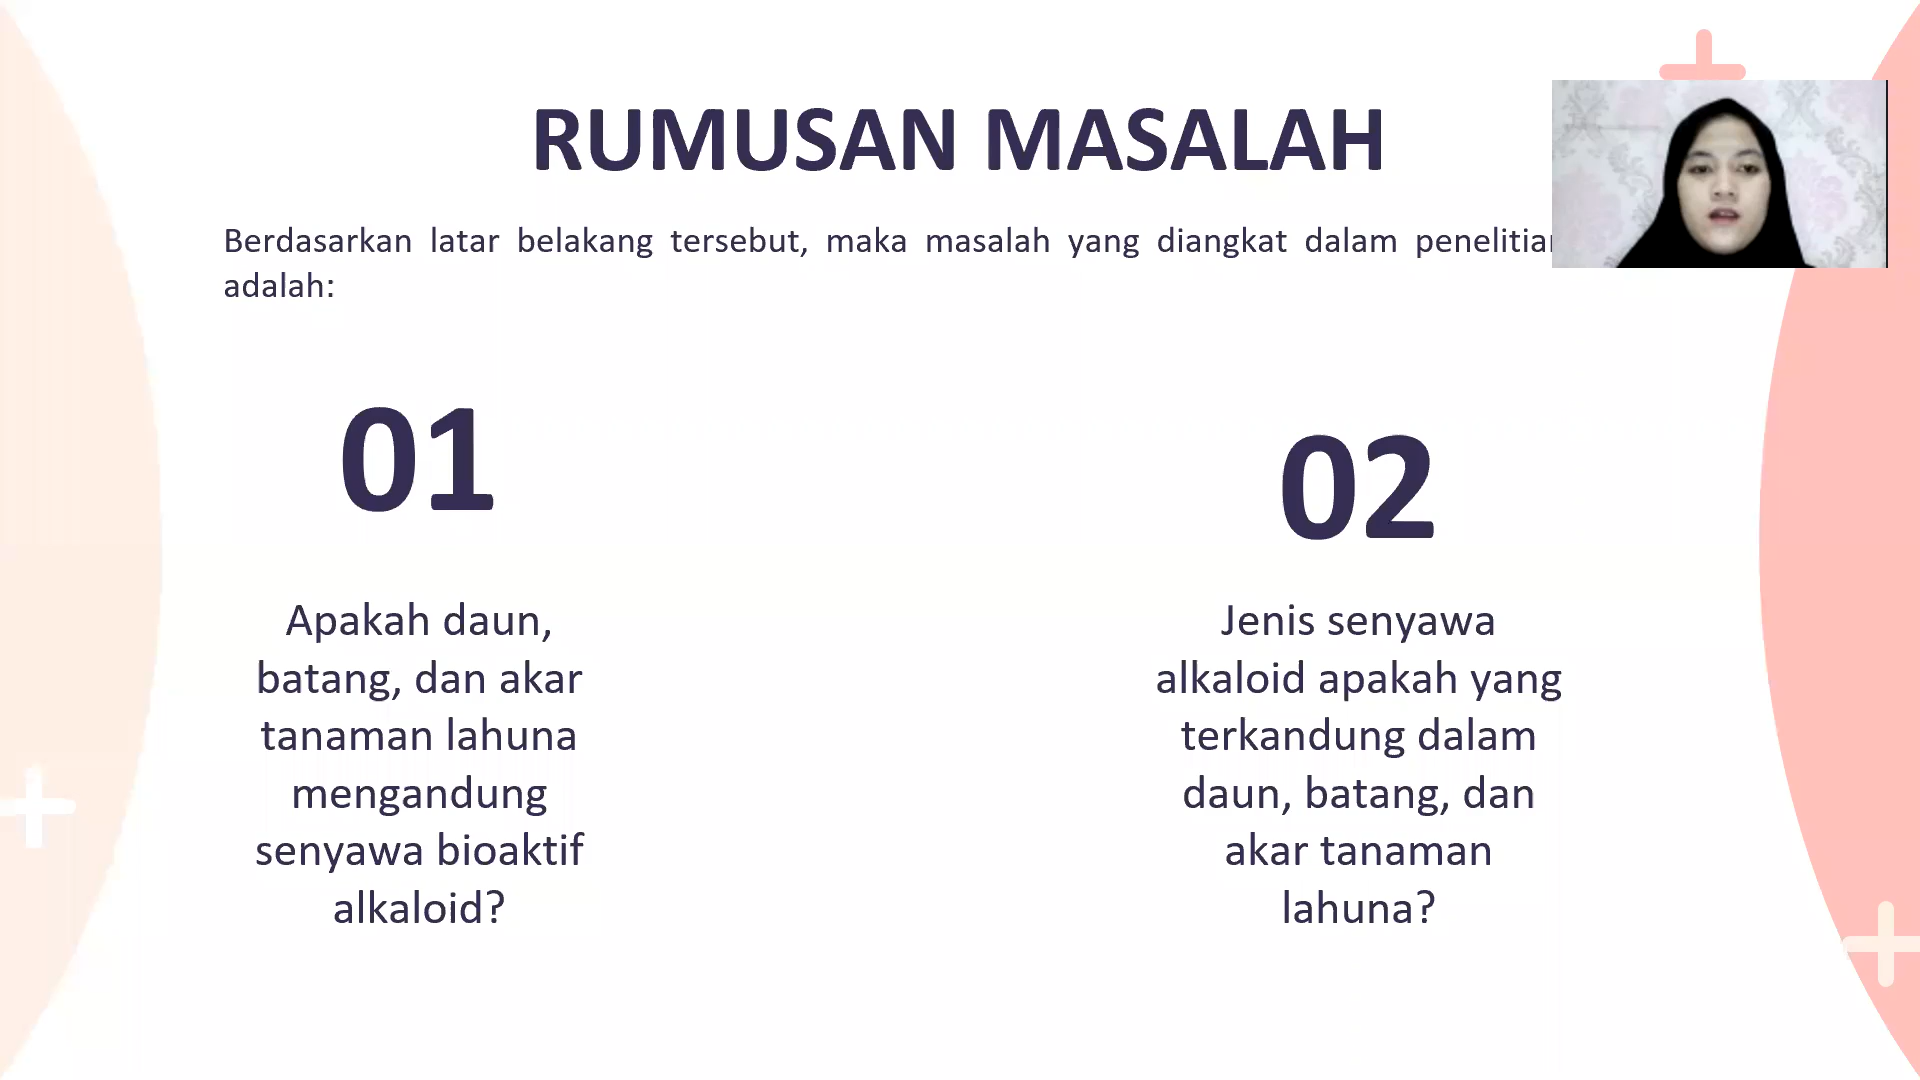 RUMUSAN MASALAH
Berdasarkan latar belakang tersebut, maka masalah yang diangkat dalam
adalah:
01
Apakah daun,
batang, dan akar
tanaman lahuna
mengandung
senyawa bioaktif
alkaloid?
02
Jenis senyawa
alkaloid apakah yang
terkandung dalam
daun, batang, dan
akar tanaman
lahuna?